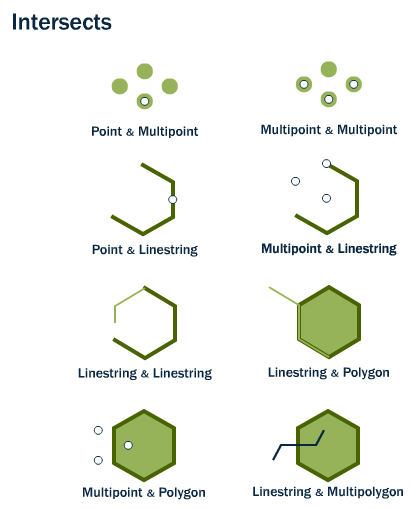 Intersects
Point & Multipoint
Multipoint & Multipoint
Point & Linestring
Multipoint & Linestring
Linestring & Linestring
Linestring & Polygon
Multipoint & Polygon
Linestring & Multipolygon